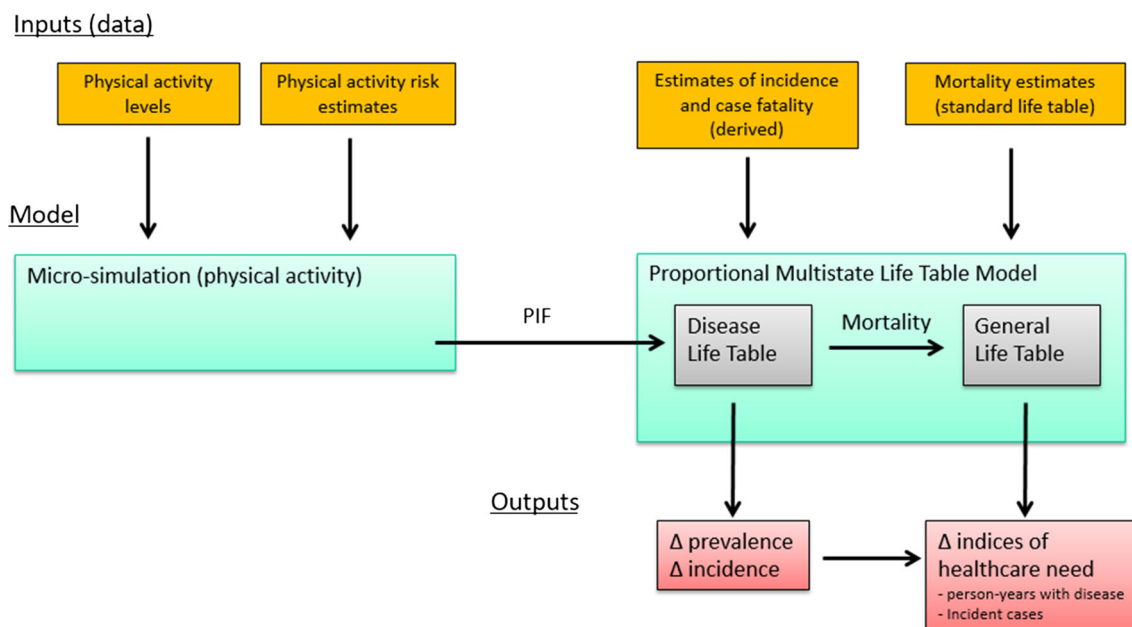 Inputs (data)
Physical activity
levels
Physical activity risk
estimates
Estimates of incidence
and case fatality
(derived)
Mortality estimates
(standard life table)
Model
Micro-simulation (physical activity)
PIF
Proportional Multistate Life Table Model
Disease
Life Table
Mortality
General
Life Table
Outputs
Δ prevalence
Δ incidence
Δ indices of
healthcare need
- person-years with disease
- Incident cases